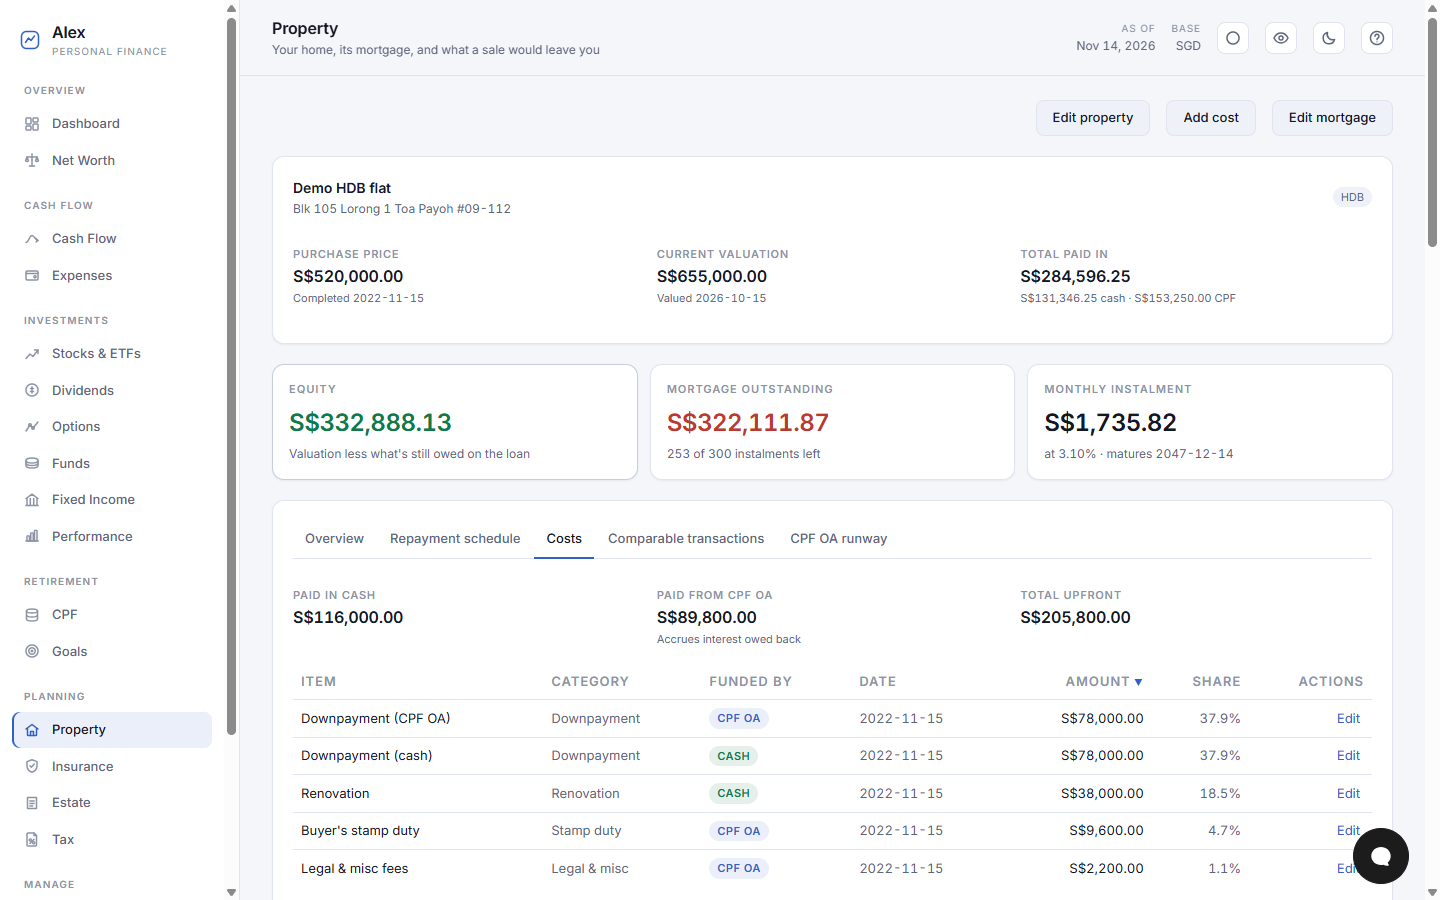 Alex
PERSONAL FINANCE
OVERVIEW
Dashboard
Net Worth
CASH FLOW
Cash Flow
Expenses
INVESTMENTS
Stocks & ETFs
Dividends
Options
Funds
Fixed Income
Performance
RETIREMENT
CPF
Goals
PLANNING
Property
Insurance
Estate
Tax
MANAGE
Property
Your home, its mortgage, and what a sale would leave you
AS OF
Nov 14, 2026
BASE
SGD
Edit property
Add cost
Edit mortgage
Demo HDB flat
Blk 105 Lorong 1 Toa Payoh #09-112
HDB
PURCHASE PRICE
S$520,000.00
Completed 2022-11-15
CURRENT VALUATION
S$655,000.00
Valued 2026-10-15
TOTAL PAID IN
S$284,596.25
S$131,346.25 cash · S$153,250.00 CPF
EQUITY
S$332,888.13
Valuation less what's still owed on the loan
MORTGAGE OUTSTANDING
S$322,111.87
253 of 300 instalments left
MONTHLY INSTALMENT
S$1,735.82
at 3.10% · matures 2047-12-14
Overview Repayment schedule Costs Comparable transactions CPF OA runway
PAID IN CASH
S$116,000.00
PAID FROM CPF OA
S$89,800.00
Accrues interest owed back
TOTAL UPFRONT
S$205,800.00
ITEM CATEGORY FUNDED BY DATE AMOUNT ▼ SHARE ACTIONS
Downpayment (CPF OA) Downpayment CPF OA 2022-11-15 S$78,000.00 37.9% Edit
Downpayment (cash) Downpayment CASH 2022-11-15 S$78,000.00 37.9% Edit
Renovation Renovation CASH 2022-11-15 S$38,000.00 18.5% Edit
Buyer's stamp duty Stamp duty CPF OA 2022-11-15 S$9,600.00 4.7% Edit
Legal & misc fees Legal & misc CPF OA 2022-11-15 S$2,200.00 1.1% Edit